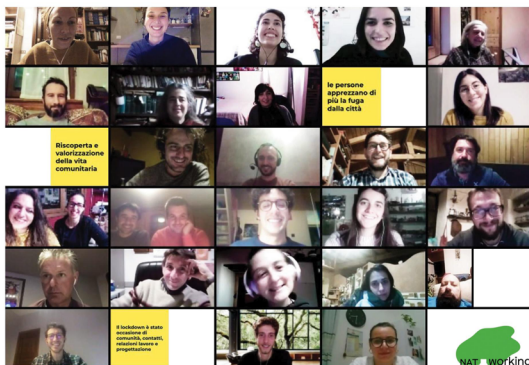 le persone
apprezzano di
più la fuga
dalla città
Riscoperta e
valorizzazione
della vita
comunitaria
Il lockdown è stato
occasione di
comunità, contatti,
relazioni lavoro e
progettazione
NAT working